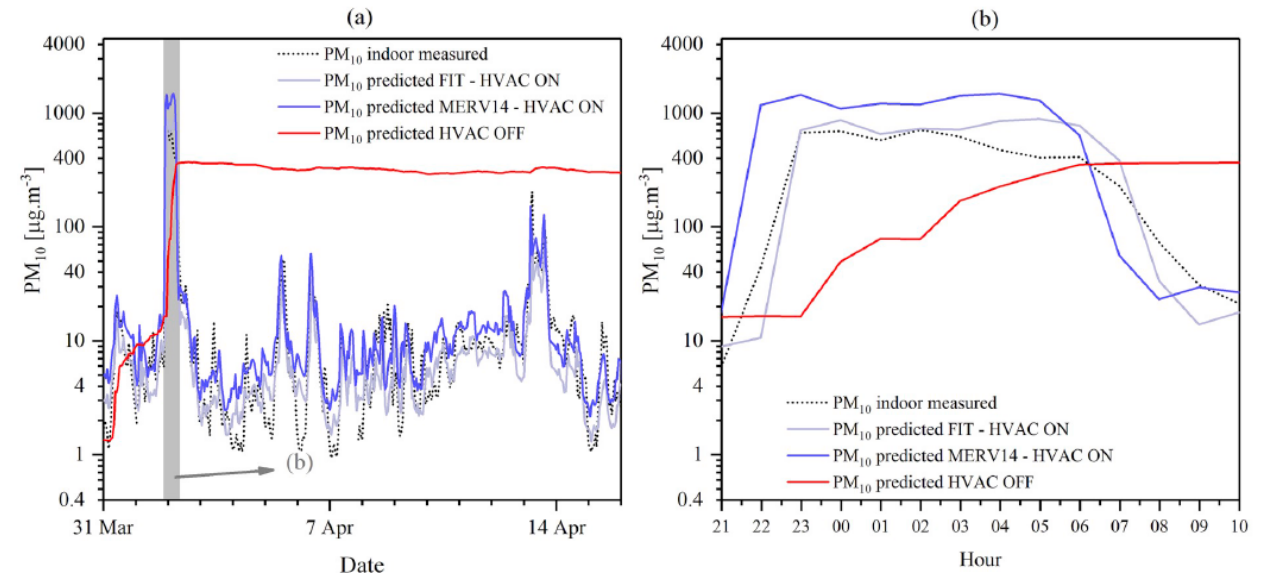 (a)
4000
1000
400
100
40
10
4
1
0.4
PM₁₀ [µg.m⁻³]
PM₁₀ indoor measured
PM₁₀ predicted FIT - HVAC ON
PM₁₀ predicted MERV14 - HVAC ON
PM₁₀ predicted HVAC OFF
(b)
31 Mar
7 Apr
14 Apr
Date
(b)
4000
1000
400
100
40
10
4
1
0.4
PM₁₀ [µg.m⁻³]
PM₁₀ indoor measured
PM₁₀ predicted FIT - HVAC ON
PM₁₀ predicted MERV14 - HVAC ON
PM₁₀ predicted HVAC OFF
21 22 23 00 01 02 03 04 05 06 07 08 09 10
Hour